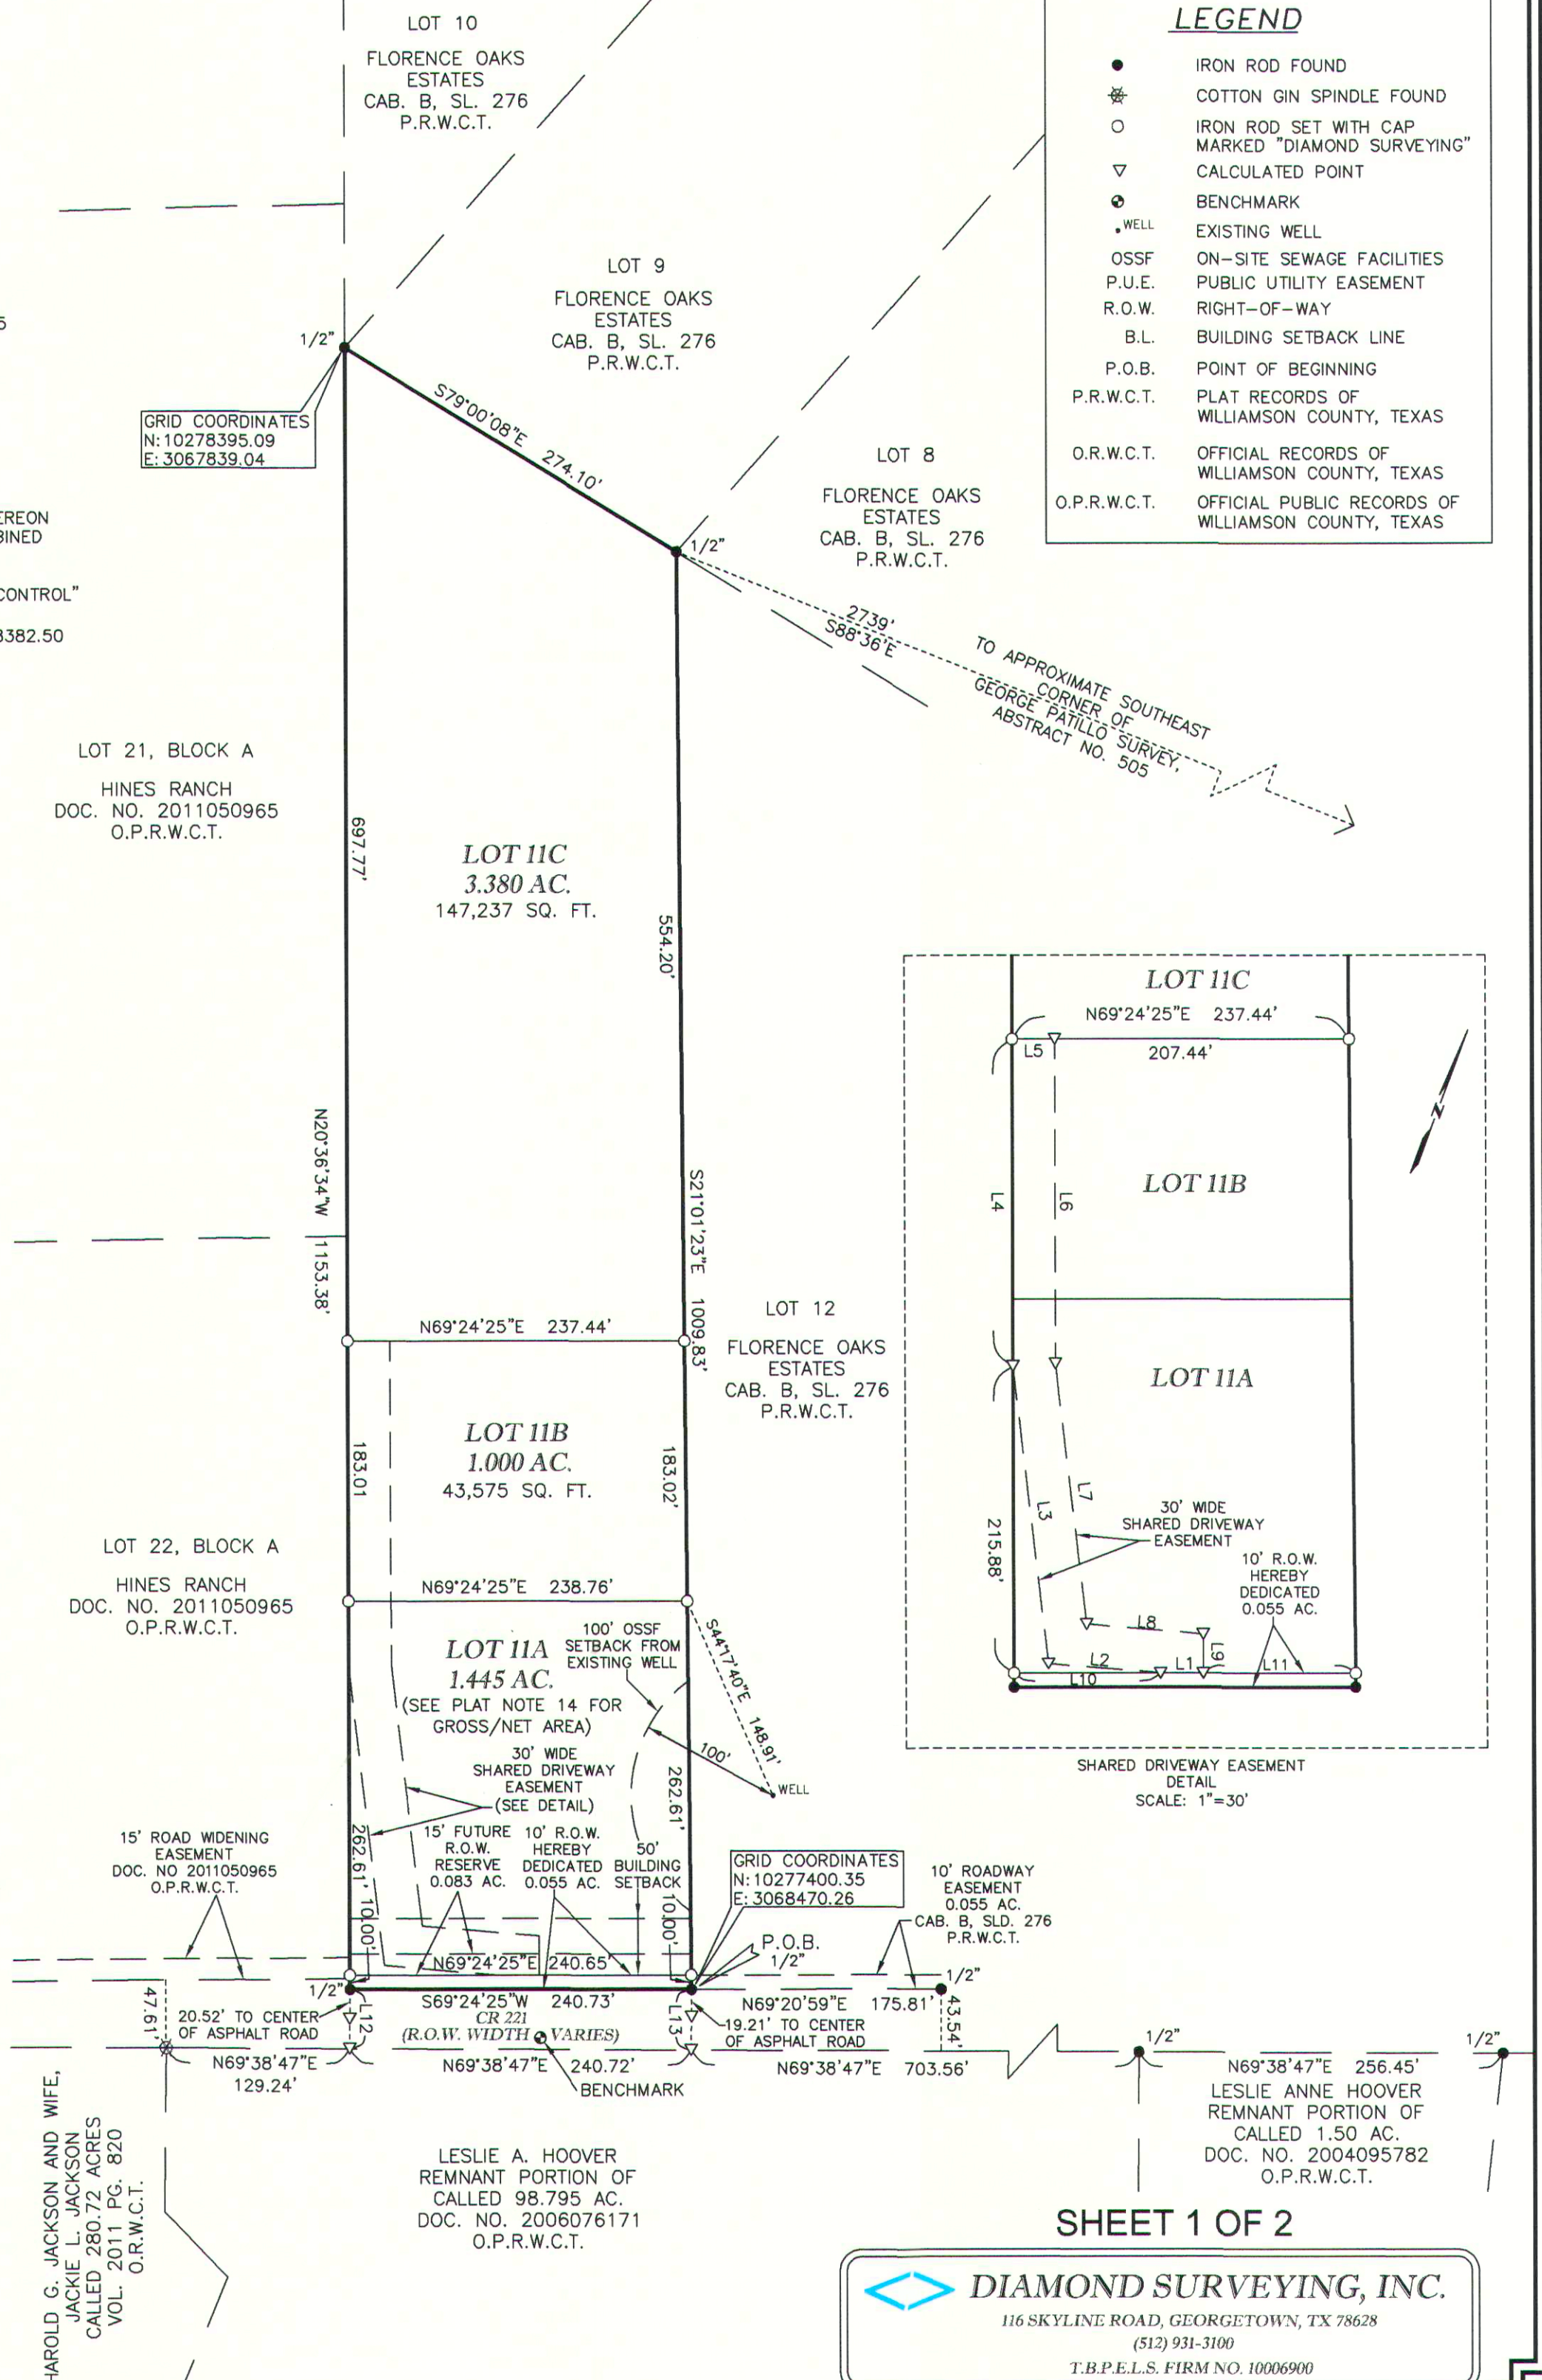 LOT 10
FLORENCE OAKS
ESTATES
CAB. B, SL. 276
P.R.W.C.T.
LEGEND
IRON ROD FOUND
COTTON GIN SPINDLE FOUND
IRON ROD SET WITH CAP
MARKED "DIAMOND SURVEYING"
CALCULATED POINT
BENCHMARK
WELL EXISTING WELL
OSSF ON-SITE SEWAGE FACILITIES
P.U.E. PUBLIC UTILITY EASEMENT
R.O.W. RIGHT-OF-WAY
B.L. BUILDING SETBACK LINE
P.O.B. POINT OF BEGINNING
P.R.W.C.T. PLAT RECORDS OF
WILLIAMSON COUNTY, TEXAS
O.R.W.C.T. OFFICIAL RECORDS OF
WILLIAMSON COUNTY, TEXAS
O.P.R.W.C.T. OFFICIAL PUBLIC RECORDS OF
WILLIAMSON COUNTY, TEXAS
LOT 9
FLORENCE OAKS
ESTATES
CAB. B, SL. 276
P.R.W.C.T.
1/2"
GRID COORDINATES
N: 10278395.09
E: 3067839.04
S79°00'08"E 274.10'
1/2"
LOT 8
FLORENCE OAKS
ESTATES
CAB. B, SL. 276
P.R.W.C.T.
EREON
BINED
CONTROL"
3382.50
2739'
S88°36'E
TO APPROXIMATE SOUTHEAST
CORNER OF
GEORGE PATILLO SURVEY,
ABSTRACT NO. 505
LOT 21, BLOCK A
HINES RANCH
DOC. NO. 2011050965
O.P.R.W.C.T.
697.77'
LOT 11C
3.380 AC.
147,237 SQ. FT.
554.20'
N20°36'34"W 1153.38'
S21°01'23"E 1009.83'
N69°24'25"E 237.44'
LOT 12
FLORENCE OAKS
ESTATES
CAB. B, SL. 276
P.R.W.C.T.
183.01
LOT 11B
1.000 AC.
43,575 SQ. FT.
183.02'
LOT 22, BLOCK A
HINES RANCH
DOC. NO. 2011050965
O.P.R.W.C.T.
N69°24'25"E 238.76'
LOT 11A
1.445 AC.
(SEE PLAT NOTE 14 FOR
GROSS/NET AREA)
100' OSSF
SETBACK FROM
EXISTING WELL
S44°17'40"E 148.91'
100'
WELL
30' WIDE
SHARED DRIVEWAY
EASEMENT
(SEE DETAIL)
262.61'
262.61'
15' FUTURE
R.O.W.
RESERVE
0.083 AC.
10' R.O.W.
HEREBY
DEDICATED
0.055 AC.
50'
BUILDING
SETBACK
10.00'
10.00'
15' ROAD WIDENING
EASEMENT
DOC. NO 2011050965
O.P.R.W.C.T.
GRID COORDINATES
N: 10277400.35
E: 3068470.26
10' ROADWAY
EASEMENT
0.055 AC.
CAB. B, SLD. 276
P.R.W.C.T.
P.O.B.
1/2"
N69°24'25"E 240.65'
1/2"
1/2"
S69°24'25"W 240.73'
CR 221
(R.O.W. WIDTH VARIES)
N69°20'59"E 175.81'
47.61'
20.52' TO CENTER
OF ASPHALT ROAD
L12
L13
19.21' TO CENTER
OF ASPHALT ROAD
43.54'
N69°38'47"E
129.24'
N69°38'47"E 240.72'
BENCHMARK
N69°38'47"E 703.56'
1/2"
1/2"
N69°38'47"E 256.45'
LESLIE ANNE HOOVER
REMNANT PORTION OF
CALLED 1.50 AC.
DOC. NO. 2004095782
O.P.R.W.C.T.
HAROLD G. JACKSON AND WIFE,
JACKIE L. JACKSON
CALLED 280.72 ACRES
VOL. 2011 PG. 820
O.R.W.C.T.
LESLIE A. HOOVER
REMNANT PORTION OF
CALLED 98.795 AC.
DOC. NO. 2006076171
O.P.R.W.C.T.
LOT 11C
N69°24'25"E 237.44'
L5
207.44'
N
L4
L6
LOT 11B
LOT 11A
L3
L7
30' WIDE
SHARED DRIVEWAY
EASEMENT
215.88'
10' R.O.W.
HEREBY
DEDICATED
0.055 AC.
L8
L2
L1
L9
L10
L11
SHARED DRIVEWAY EASEMENT
DETAIL
SCALE: 1"=30'
SHEET 1 OF 2
DIAMOND SURVEYING, INC.
116 SKYLINE ROAD, GEORGETOWN, TX 78628
(512) 931-3100
T.B.P.E.L.S. FIRM NO. 10006900